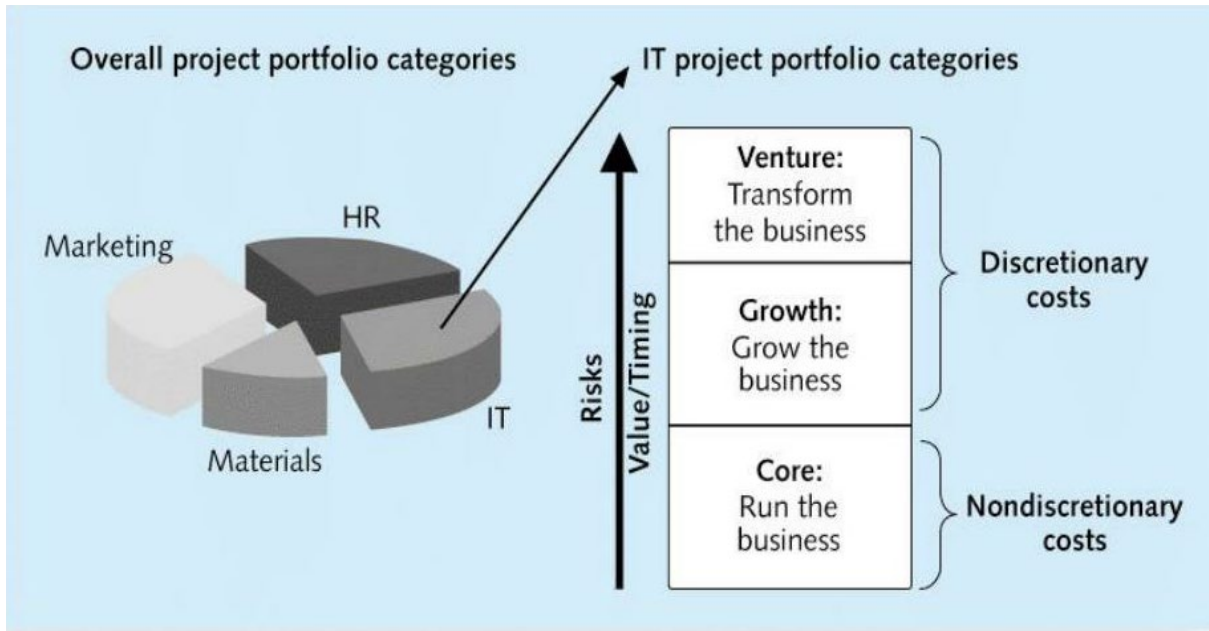 Overall project portfolio categories
IT project portfolio categories
Marketing
HR
Materials
IT
Risks
Value/Timing
Venture:
Transform
the business
Growth:
Grow the
business
Core:
Run the
business
Discretionary
costs
Nondiscretionary
costs